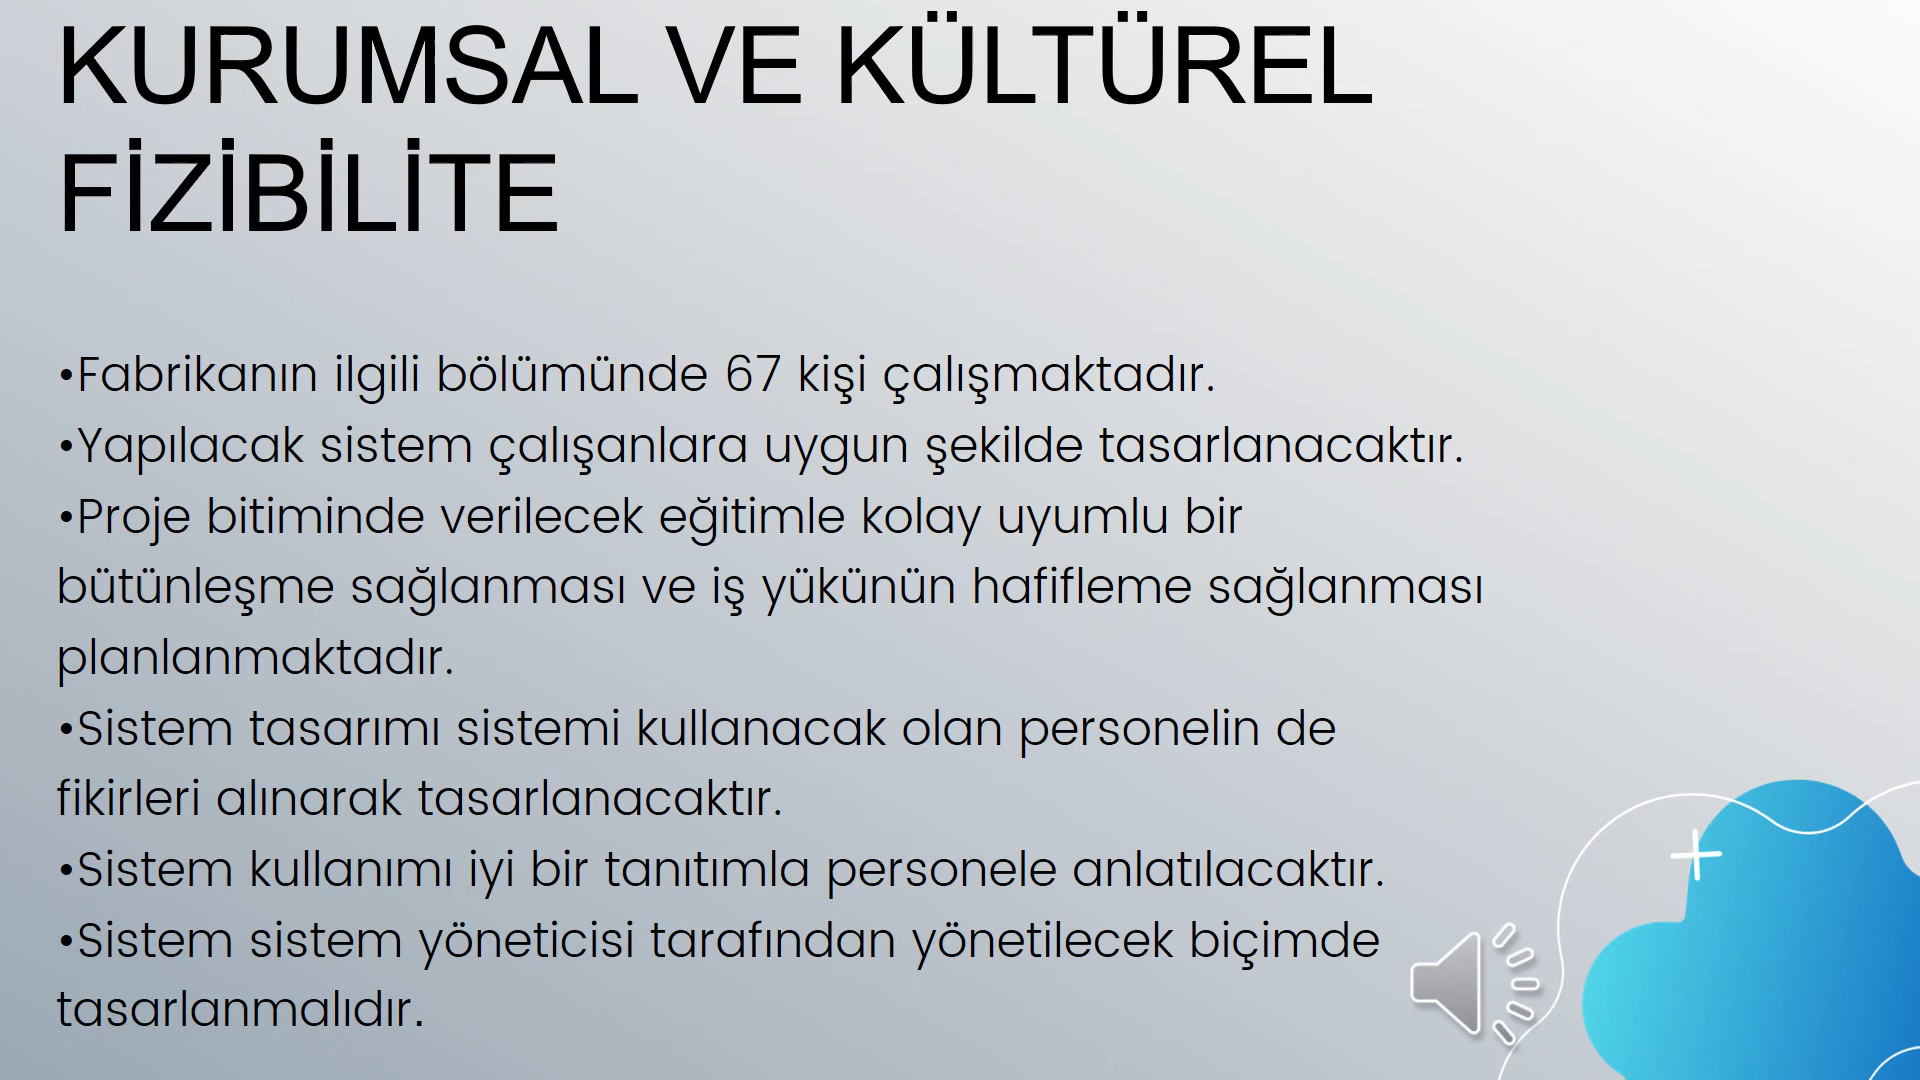 KURUMSAL VE KÜLTÜREL
FİZİBİLİTE
•Fabrikanın ilgili bölümünde 67 kişi çalışmaktadır.
•Yapılacak sistem çalışanlara uygun şekilde tasarlanacaktır.
•Proje bitiminde verilecek eğitimle kolay uyumlu bir
bütünleşme sağlanması ve iş yükünün hafifleme sağlanması
planlanmaktadır.
•Sistem tasarımı sistemi kullanacak olan personelin de
fikirleri alınarak tasarlanacaktır.
•Sistem kullanımı iyi bir tanıtımla personele anlatılacaktır.
•Sistem sistem yöneticisi tarafından yönetilecek biçimde
tasarlanmalıdır.